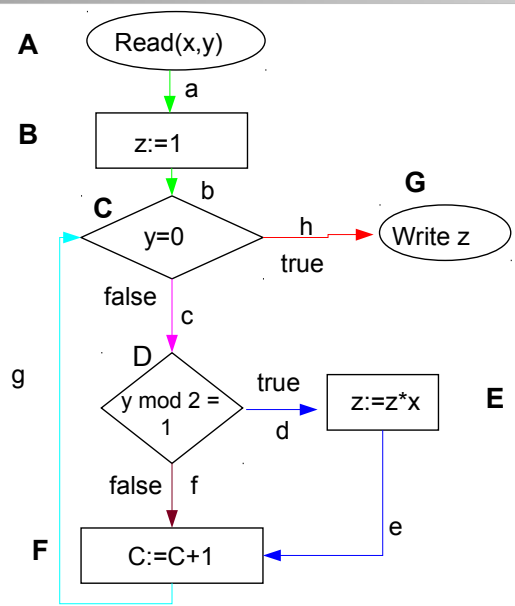 A
Read(x,y)
a
B
z:=1
b
C
G
y=0
h
Write z
true
false
c
g
D
true
y mod 2 =
1
d
z:=z*x
E
false
f
e
F
C:=C+1